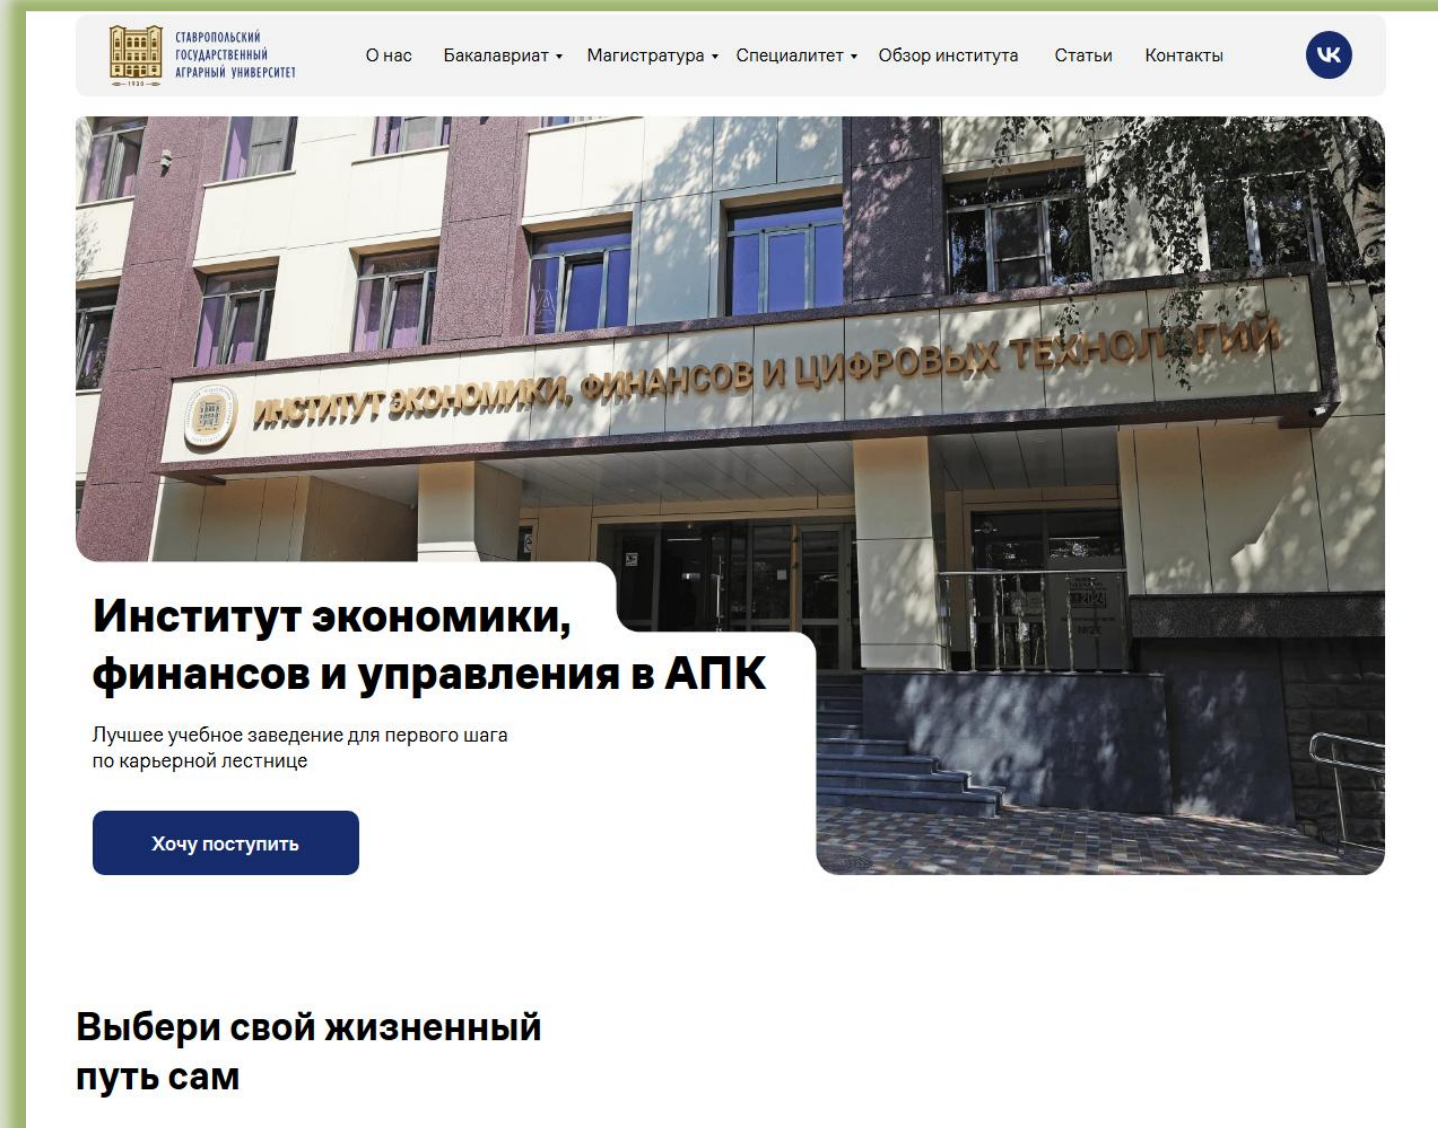 СТАВРОПОЛЬСКИЙ
ГОСУДАРСТВЕННЫЙ
АГРАРНЫЙ УНИВЕРСИТЕТ
1930
О нас Бакалавриат Магистратура Специалитет Обзор института Статьи Контакты
ИНСТИТУТ ЭКОНОМИКИ, ФИНАНСОВ И ЦИФРОВЫХ ТЕХНОЛОГИЙ
Институт экономики,
финансов и управления в АПК
Лучшее учебное заведение для первого шага
по карьерной лестнице
Хочу поступить
Выбери свой жизненный
путь сам